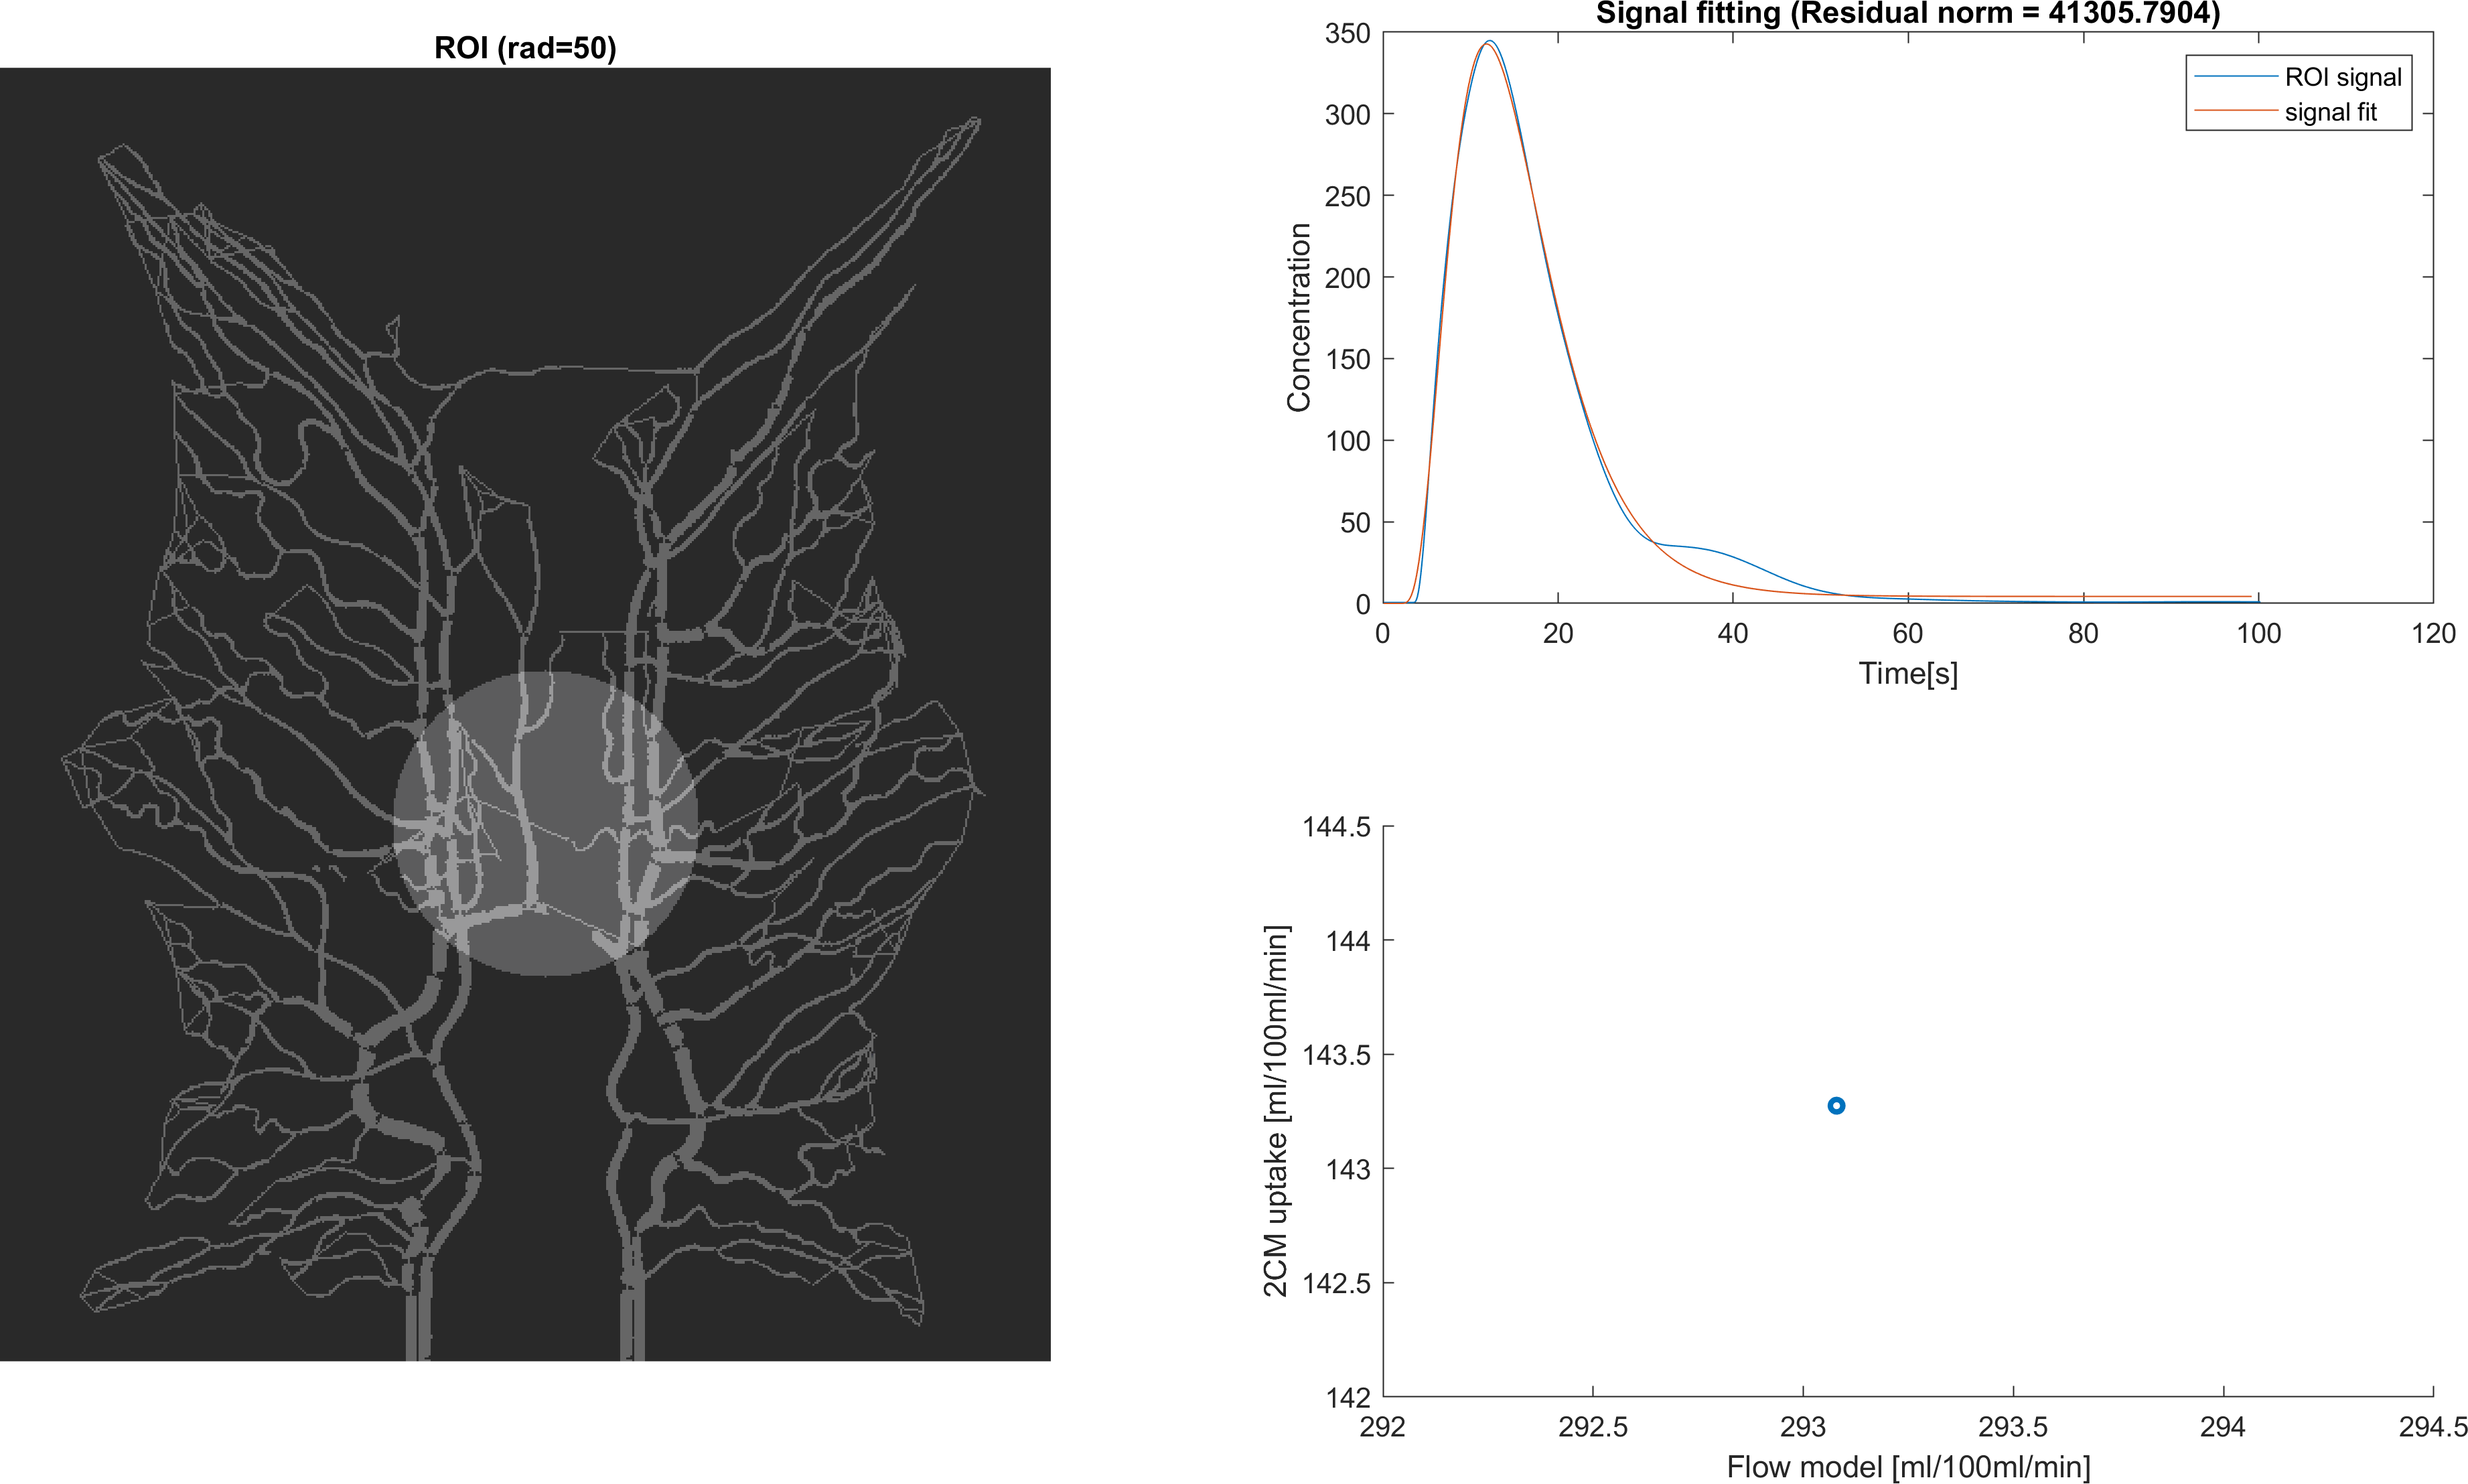 ROI (rad=50)
Signal fitting (Residual norm = 41305.7904)
350
300
250
200
150
100
50
0
Concentration
ROI signal
signal fit
0 20 40 60 80 100 120
Time[s]
144.5
144
143.5
143
142.5
142
2CM uptake [ml/100ml/min]
292 292.5 293 293.5 294 294.5
Flow model [ml/100ml/min]